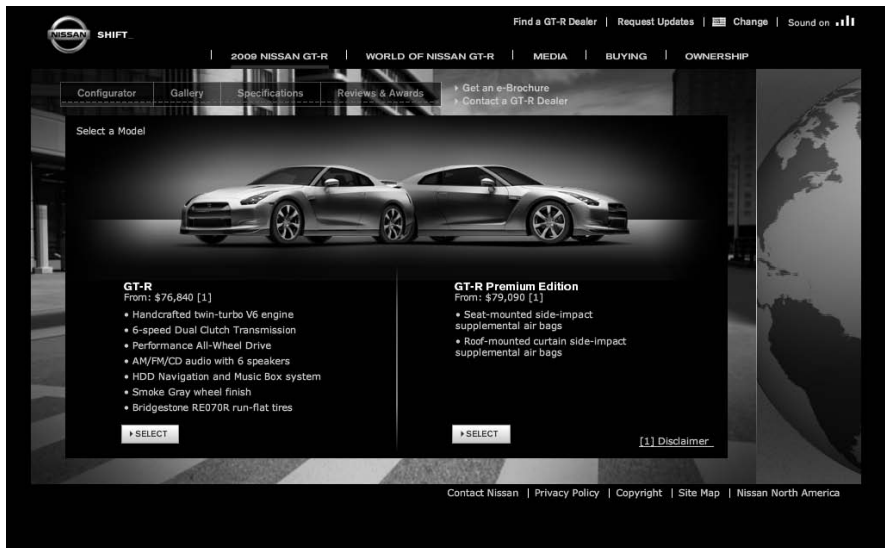 Find a GT-R Dealer | Request Updates | Change | Sound on
NISSAN SHIFT_
| 2009 NISSAN GT-R | WORLD OF NISSAN GT-R | MEDIA | BUYING | OWNERSHIP
Configurator Gallery Specifications Reviews & Awards
Get an e-Brochure
Contact a GT-R Dealer
Select a Model
GT-R
From: $76,840 [1]
• Handcrafted twin-turbo V6 engine
• 6-speed Dual Clutch Transmission
• Performance All-Wheel Drive
• AM/FM/CD audio with 6 speakers
• HDD Navigation and Music Box system
• Smoke Gray wheel finish
• Bridgestone RE070R run-flat tires
SELECT
GT-R Premium Edition
From: $79,090 [1]
• Seat-mounted side-impact
supplemental air bags
• Roof-mounted curtain side-impact
supplemental air bags
SELECT
[1] Disclaimer
Contact Nissan | Privacy Policy | Copyright | Site Map | Nissan North America